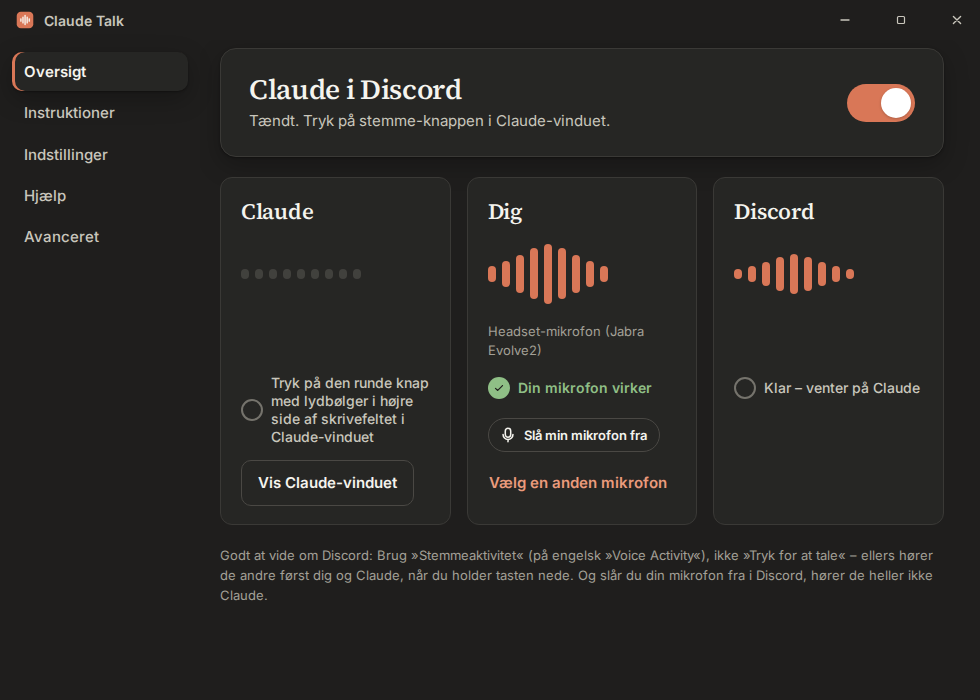 Claude Talk
Oversigt
Instruktioner
Indstillinger
Hjælp
Avanceret
Claude i Discord
Tændt. Tryk på stemme-knappen i Claude-vinduet.
Claude
Tryk på den runde knap
med lydbølger i højre
side af skrivefeltet i
Claude-vinduet
Vis Claude-vinduet
Dig
Headset-mikrofon (Jabra
Evolve2)
Din mikrofon virker
Slå min mikrofon fra
Vælg en anden mikrofon
Discord
Klar – venter på Claude
Godt at vide om Discord: Brug »Stemmeaktivitet« (på engelsk »Voice Activity«), ikke »Tryk for at tale« – ellers hører
de andre først dig og Claude, når du holder tasten nede. Og slår du din mikrofon fra i Discord, hører de heller ikke
Claude.